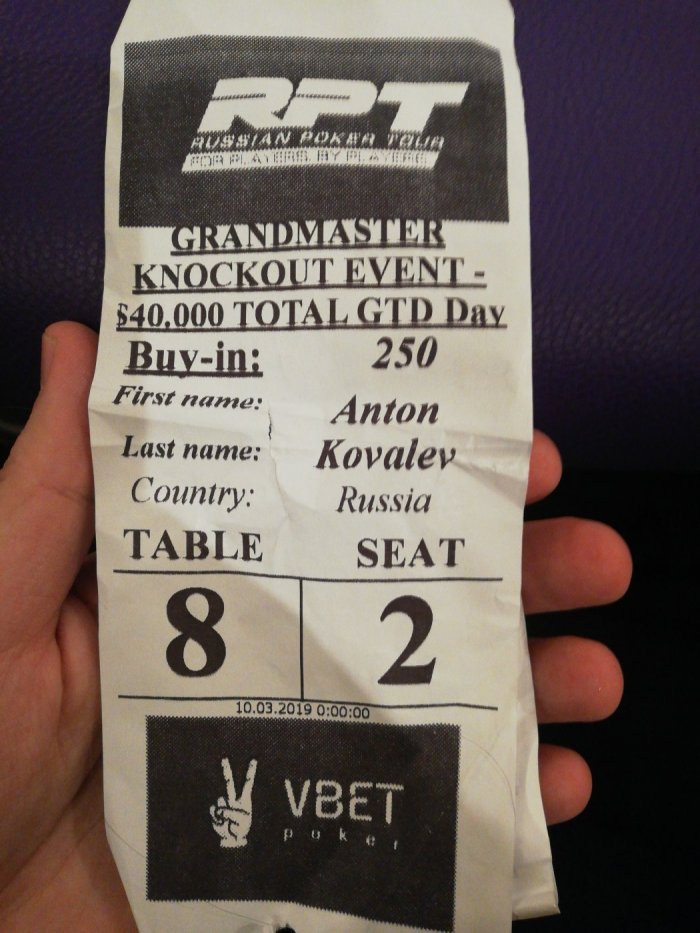 RPT
RUSSIAN POKER TOUR
FOR PLAYERS. BY PLAYERS
GRANDMASTER
KNOCKOUT EVENT -
$40,000 TOTAL GTD Day
Buy-in: 250
First name: Anton
Last name: Kovalev
Country: Russia
TABLE SEAT
8 2
10.03.2019 0:00:00
VBET
poker